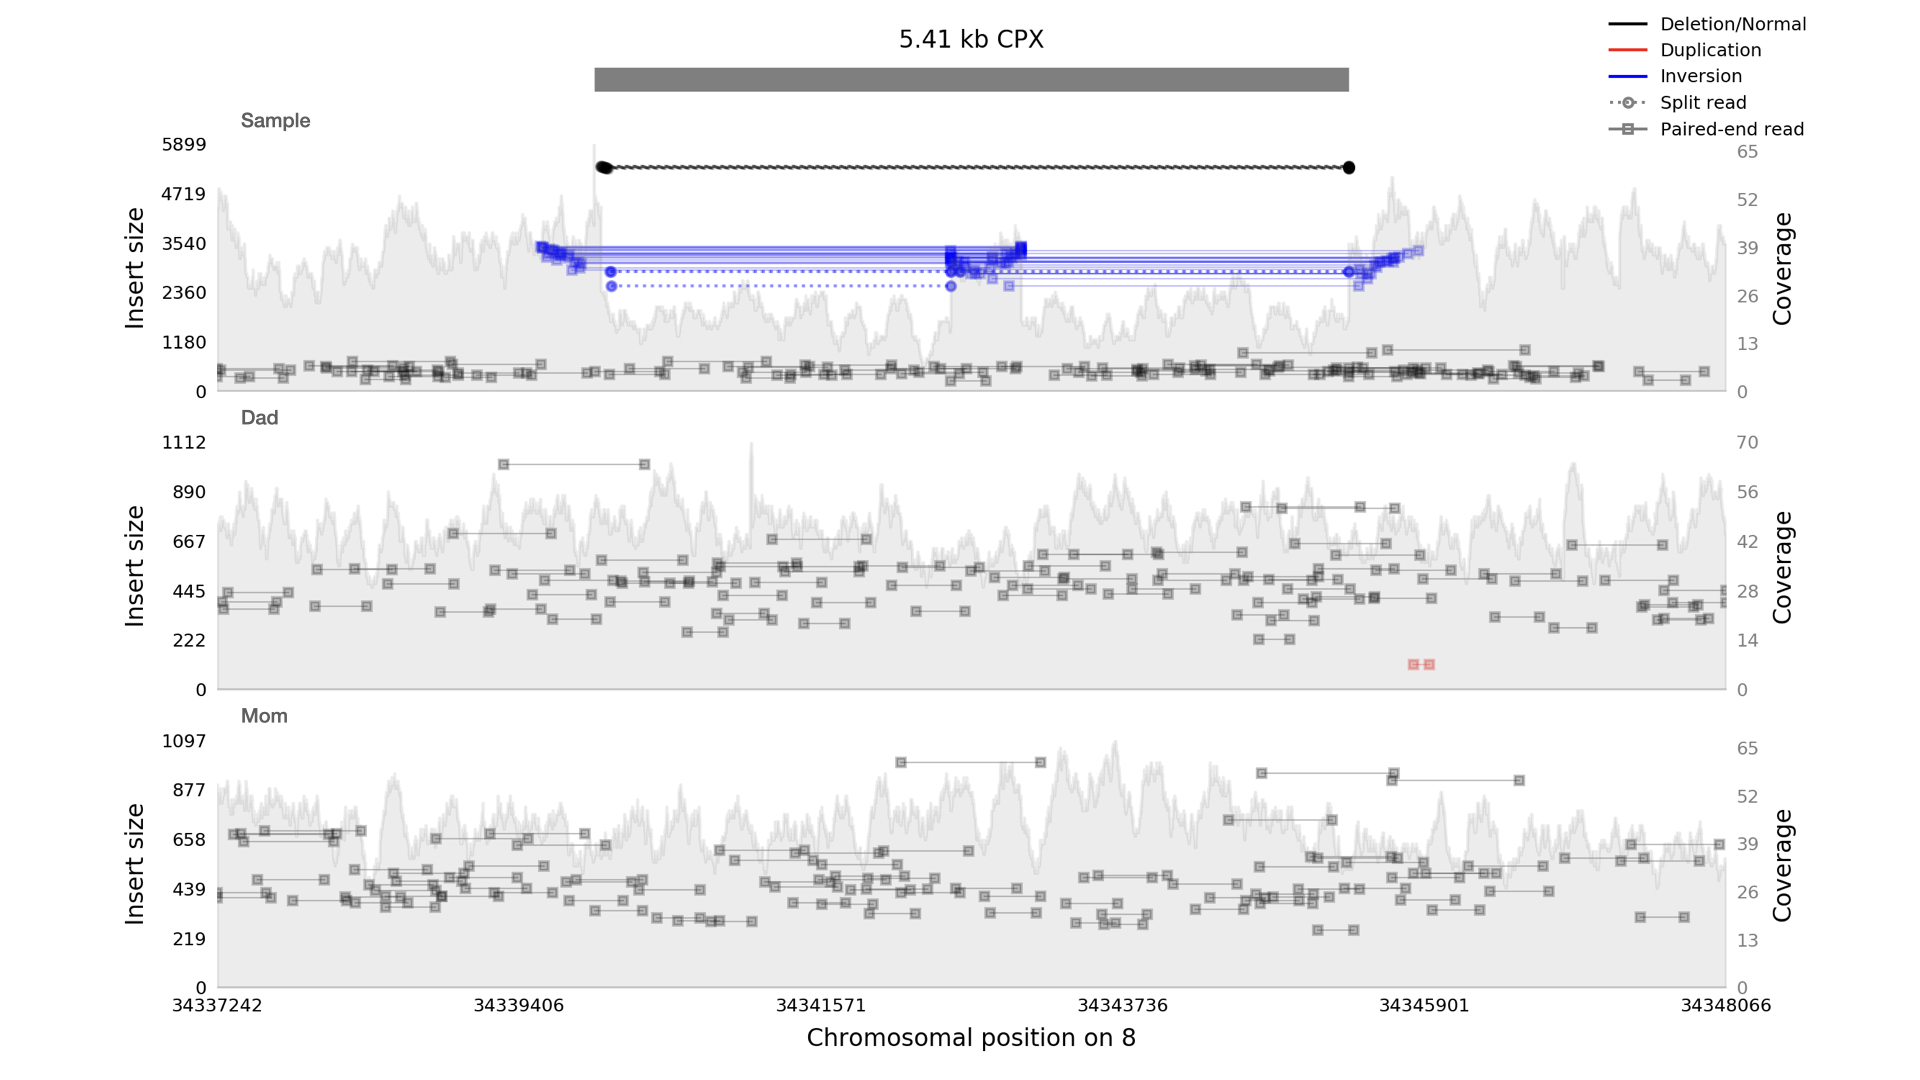 5.41 kb CPX
Deletion/Normal
Duplication
Inversion
Split read
Paired-end read
Sample
5899
4719
3540
2360
1180
0
Insert size
65
52
39
26
13
0
Coverage
Dad
1112
890
667
445
222
0
Insert size
70
56
42
28
14
0
Coverage
Mom
1097
877
658
439
219
0
Insert size
65
52
39
26
13
0
Coverage
34337242 34339406 34341571 34343736 34345901 34348066
Chromosomal position on 8